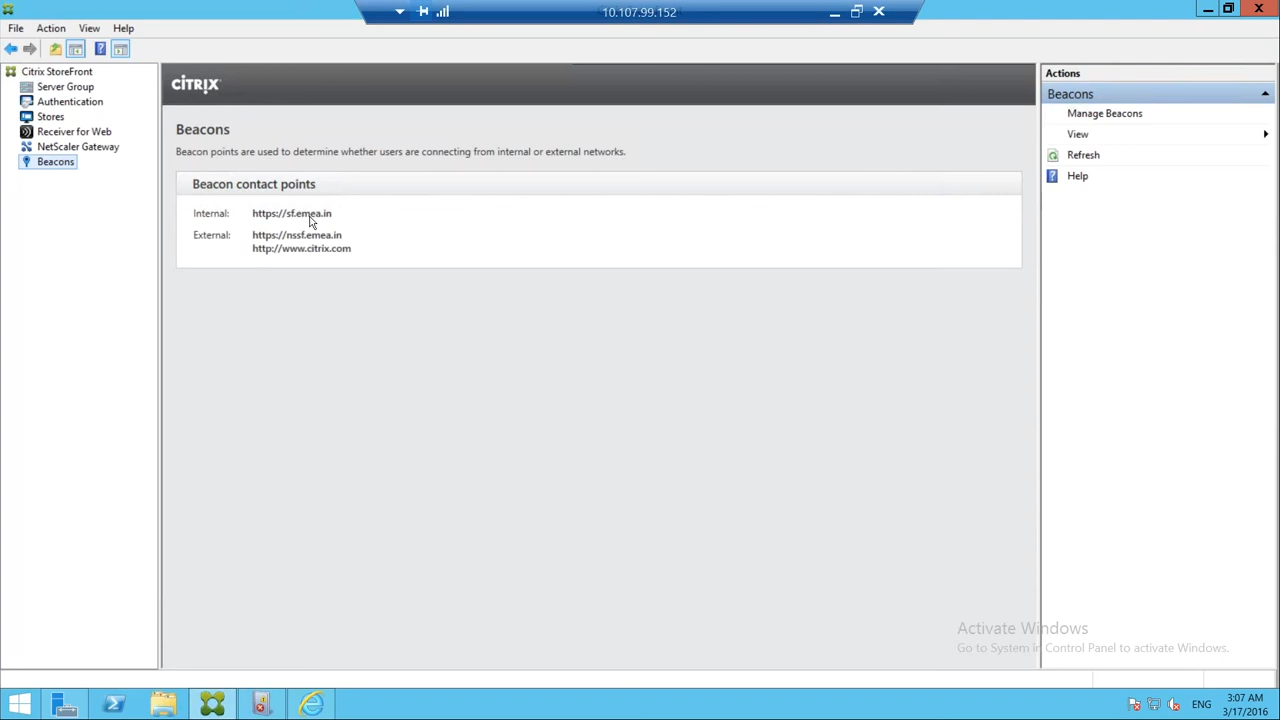 10.107.99.152
File Action View Help
Citrix StoreFront
Server Group
Authentication
Stores
Receiver for Web
NetScaler Gateway
Beacons
CİTRIX
Beacons
Beacon points are used to determine whether users are connecting from internal or external networks.
Beacon contact points
Internal: https://sf.emea.in
External: https://nssf.emea.in
http://www.citrix.com
Actions
Beacons
Manage Beacons
View
Refresh
Help
Activate Windows
Go to System in Control Panel to activate Windows.
ENG
3:07 AM
3/17/2016